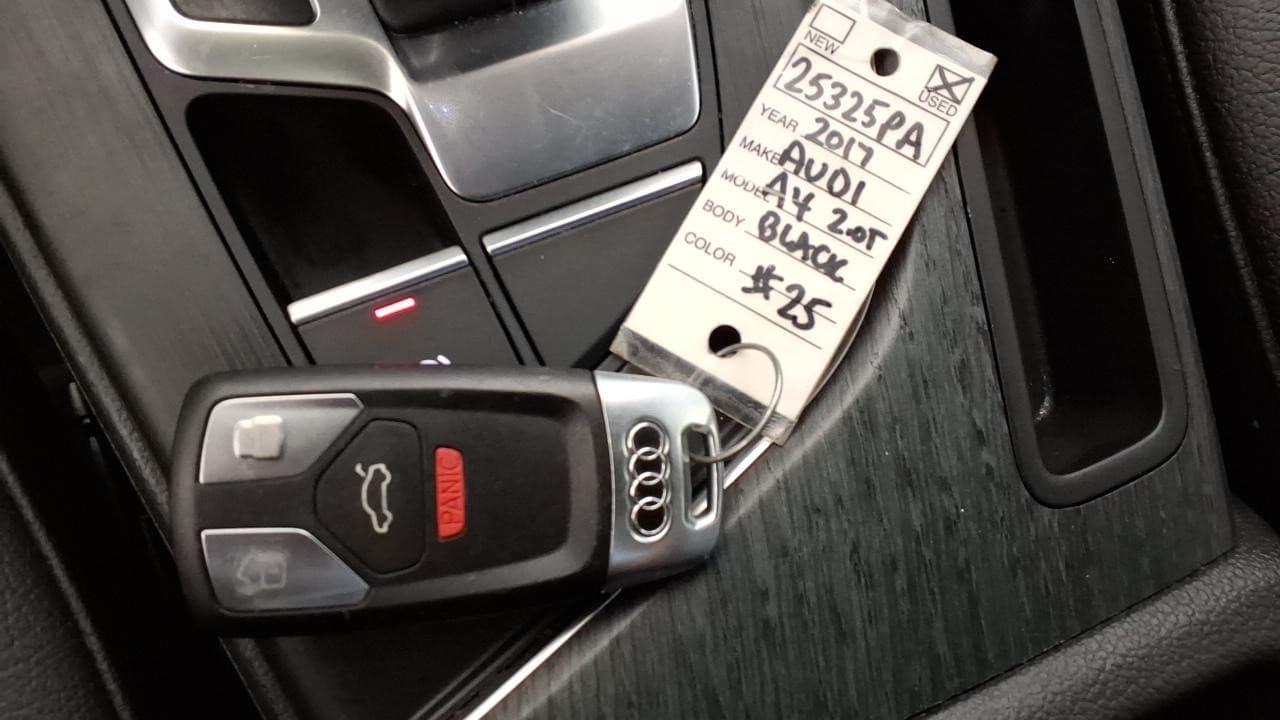 NEW
USED
25325PA
YEAR 2017
MAKE AUDI
MODEL A4 2.0T
BODY BLACK
COLOR #25
PANIC